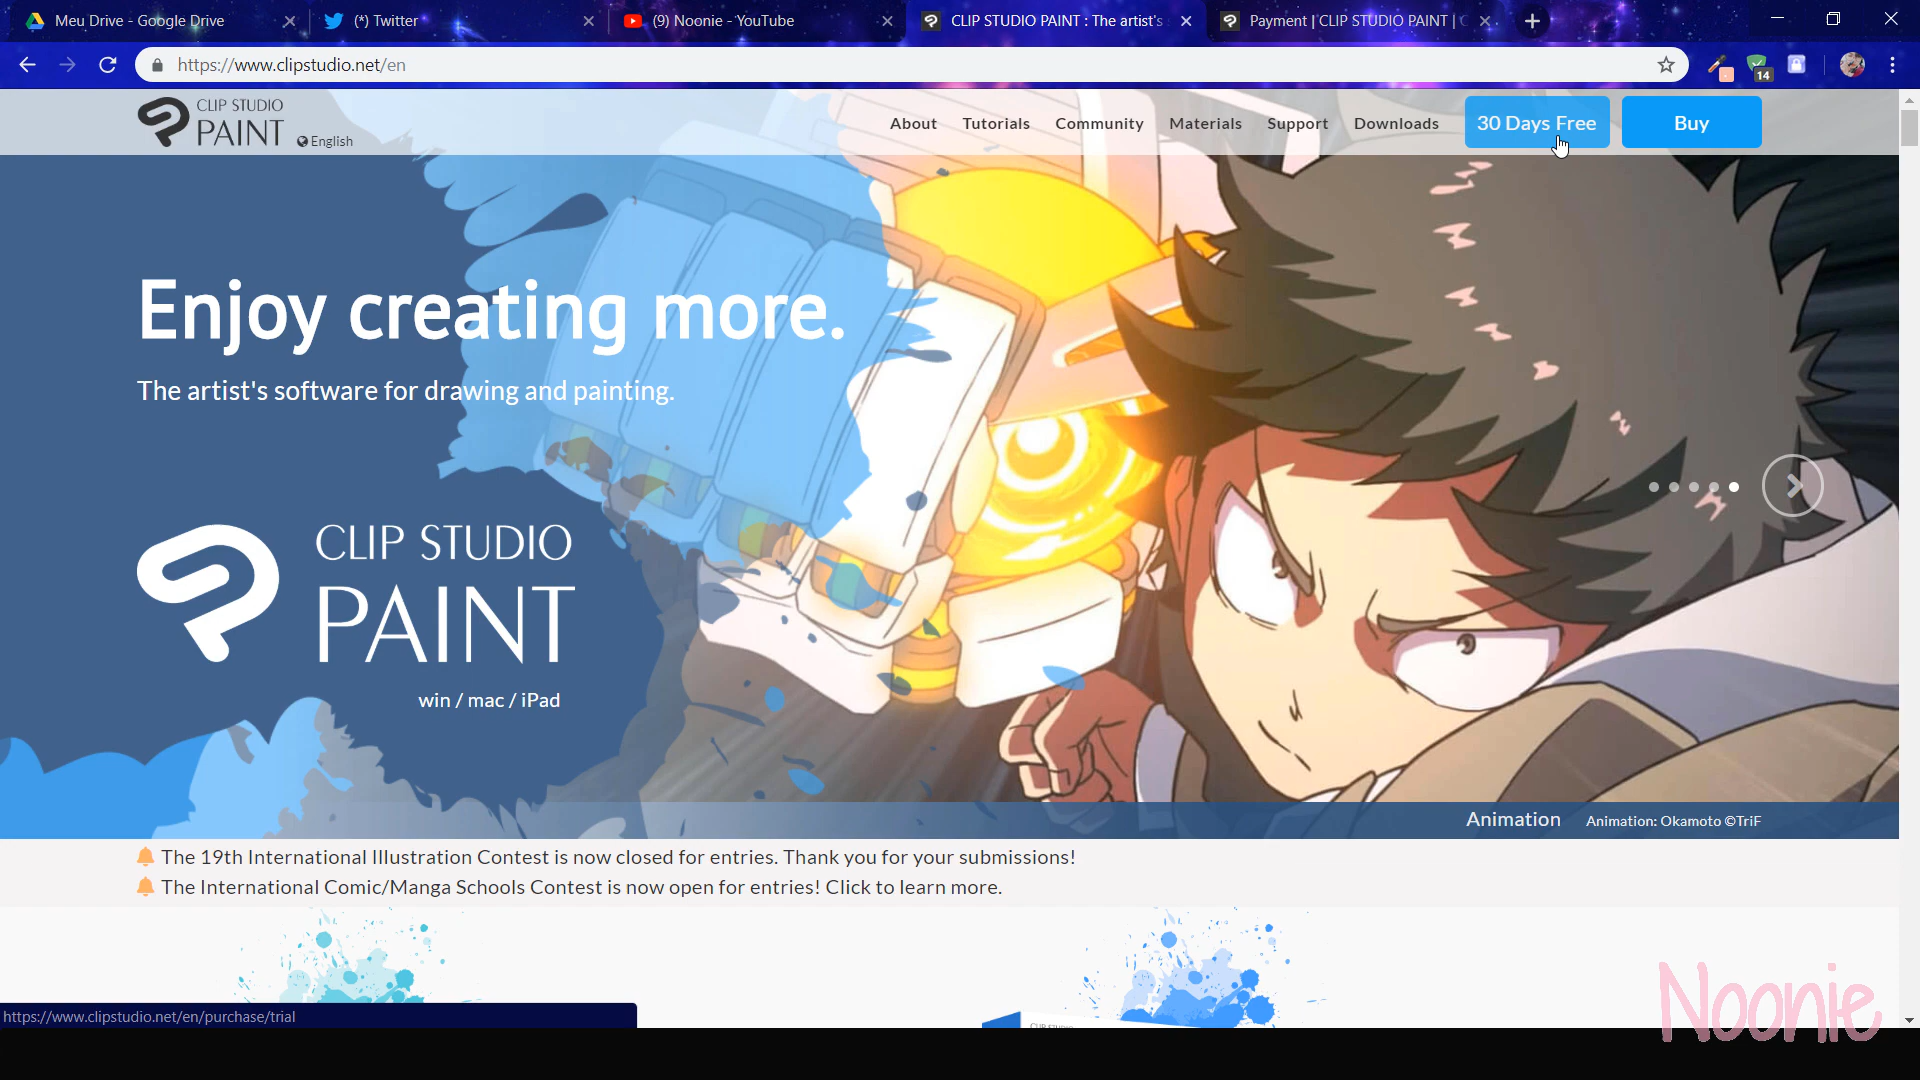 Meu Drive - Google Drive
(*) Twitter
(9) Noonie - YouTube
CLIP STUDIO PAINT : The artist's
Payment | CLIP STUDIO PAINT | C
https://www.clipstudio.net/en
14
CLIP STUDIO
PAINT
English
About
Tutorials
Community
Materials
Support
Downloads
30 Days Free
Buy
Enjoy creating more.
The artist's software for drawing and painting.
CLIP STUDIO
PAINT
win / mac / iPad
Animation
Animation: Okamoto ©TriF
The 19th International Illustration Contest is now closed for entries. Thank you for your submissions!
The International Comic/Manga Schools Contest is now open for entries! Click to learn more.
https://www.clipstudio.net/en/purchase/trial
Noonie